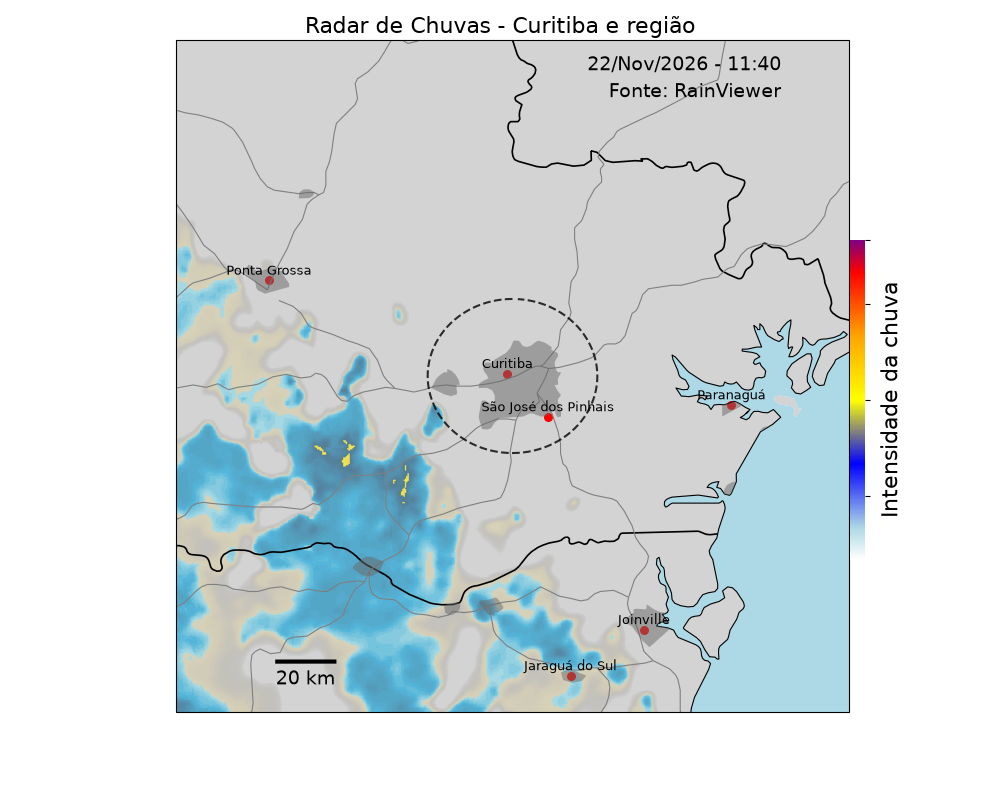 Radar de Chuvas - Curitiba e região
22/Nov/2026 - 11:40
Fonte: RainViewer
Ponta Grossa
Curitiba
São José dos Pinhais
Paranaguá
Intensidade da chuva
Joinville
Jaraguá do Sul
20 km